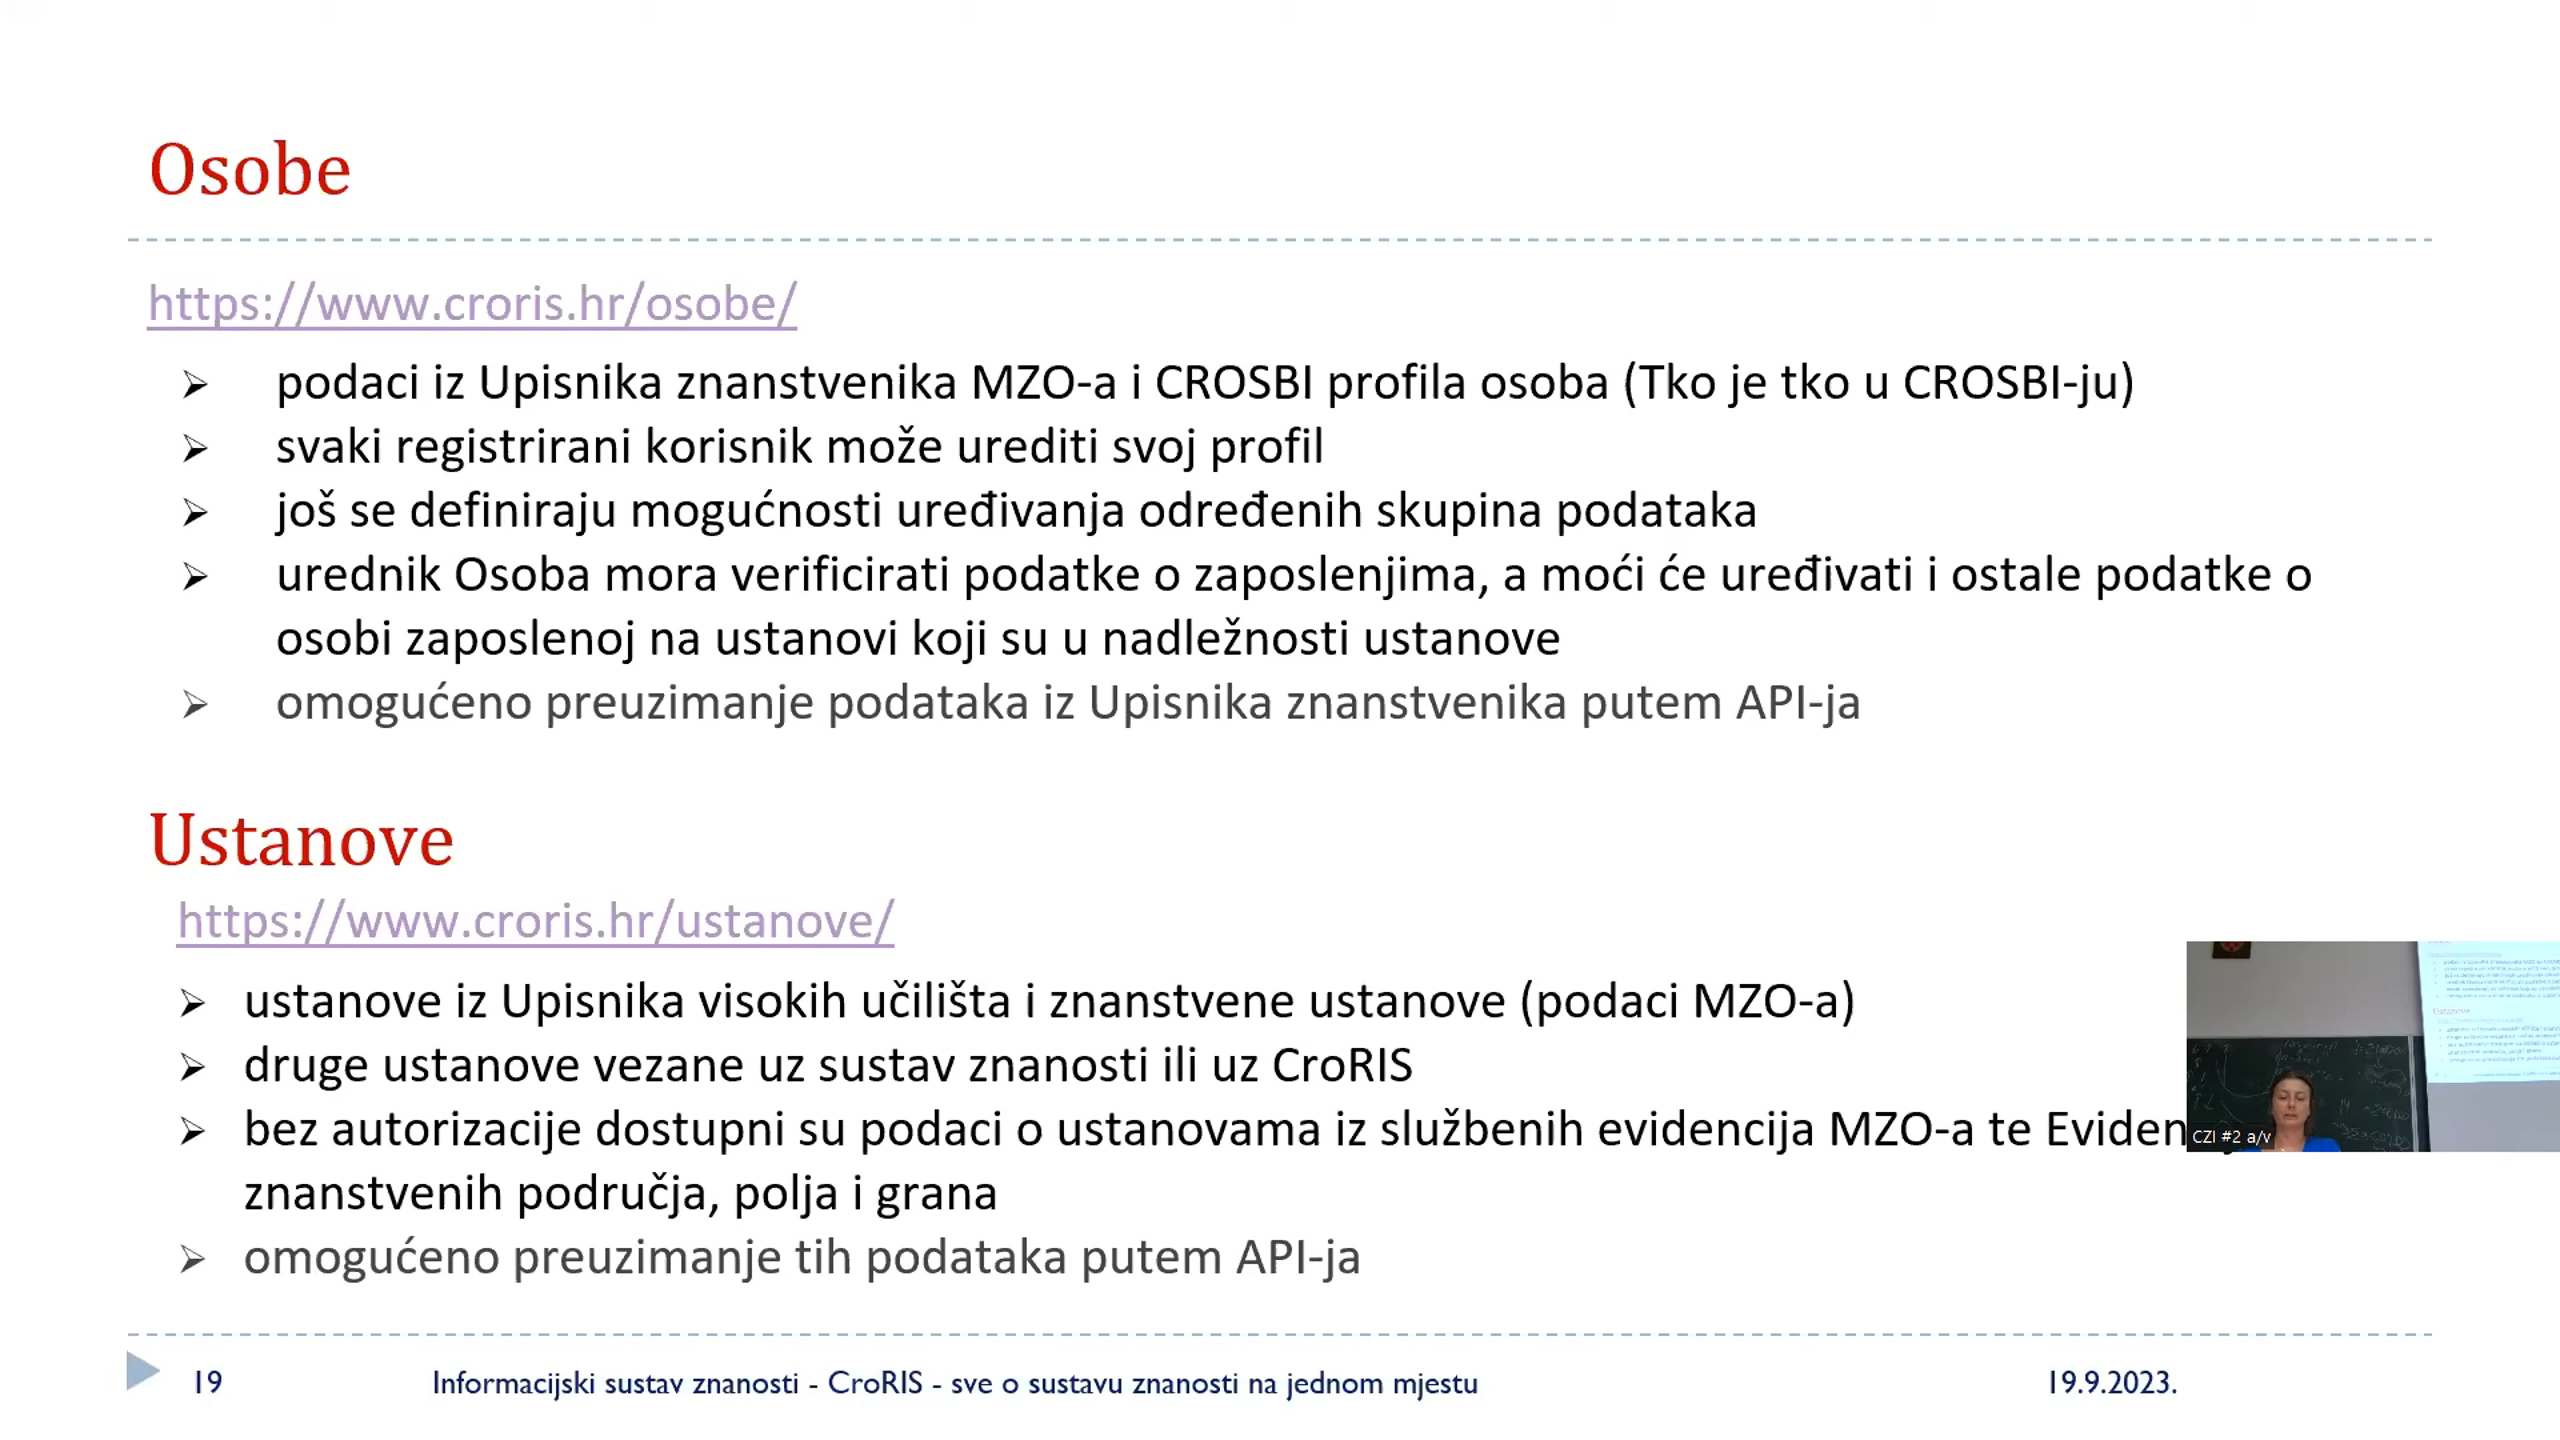 Osobe
https://www.croris.hr/osobe/
➢ podaci iz Upisnika znanstvenika MZO-a i CROSBI profila osoba (Tko je tko u CROSBI-ju)
➢ svaki registrirani korisnik može urediti svoj profil
➢ još se definiraju mogućnosti uređivanja određenih skupina podataka
➢ urednik Osoba mora verificirati podatke o zaposlenjima, a moći će uređivati i ostale podatke o
osobi zaposlenoj na ustanovi koji su u nadležnosti ustanove
➢ omogućeno preuzimanje podataka iz Upisnika znanstvenika putem API-ja
Ustanove
https://www.croris.hr/ustanove/
➢ ustanove iz Upisnika visokih učilišta i znanstvene ustanove (podaci MZO-a)
➢ druge ustanove vezane uz sustav znanosti ili uz CroRIS
➢ bez autorizacije dostupni su podaci o ustanovama iz službenih evidencija MZO-a te Eviden
znanstvenih područja, polja i grana
➢ omogućeno preuzimanje tih podataka putem API-ja
CZI #2 a/v
19 Informacijski sustav znanosti - CroRIS - sve o sustavu znanosti na jednom mjestu 19.9.2023.